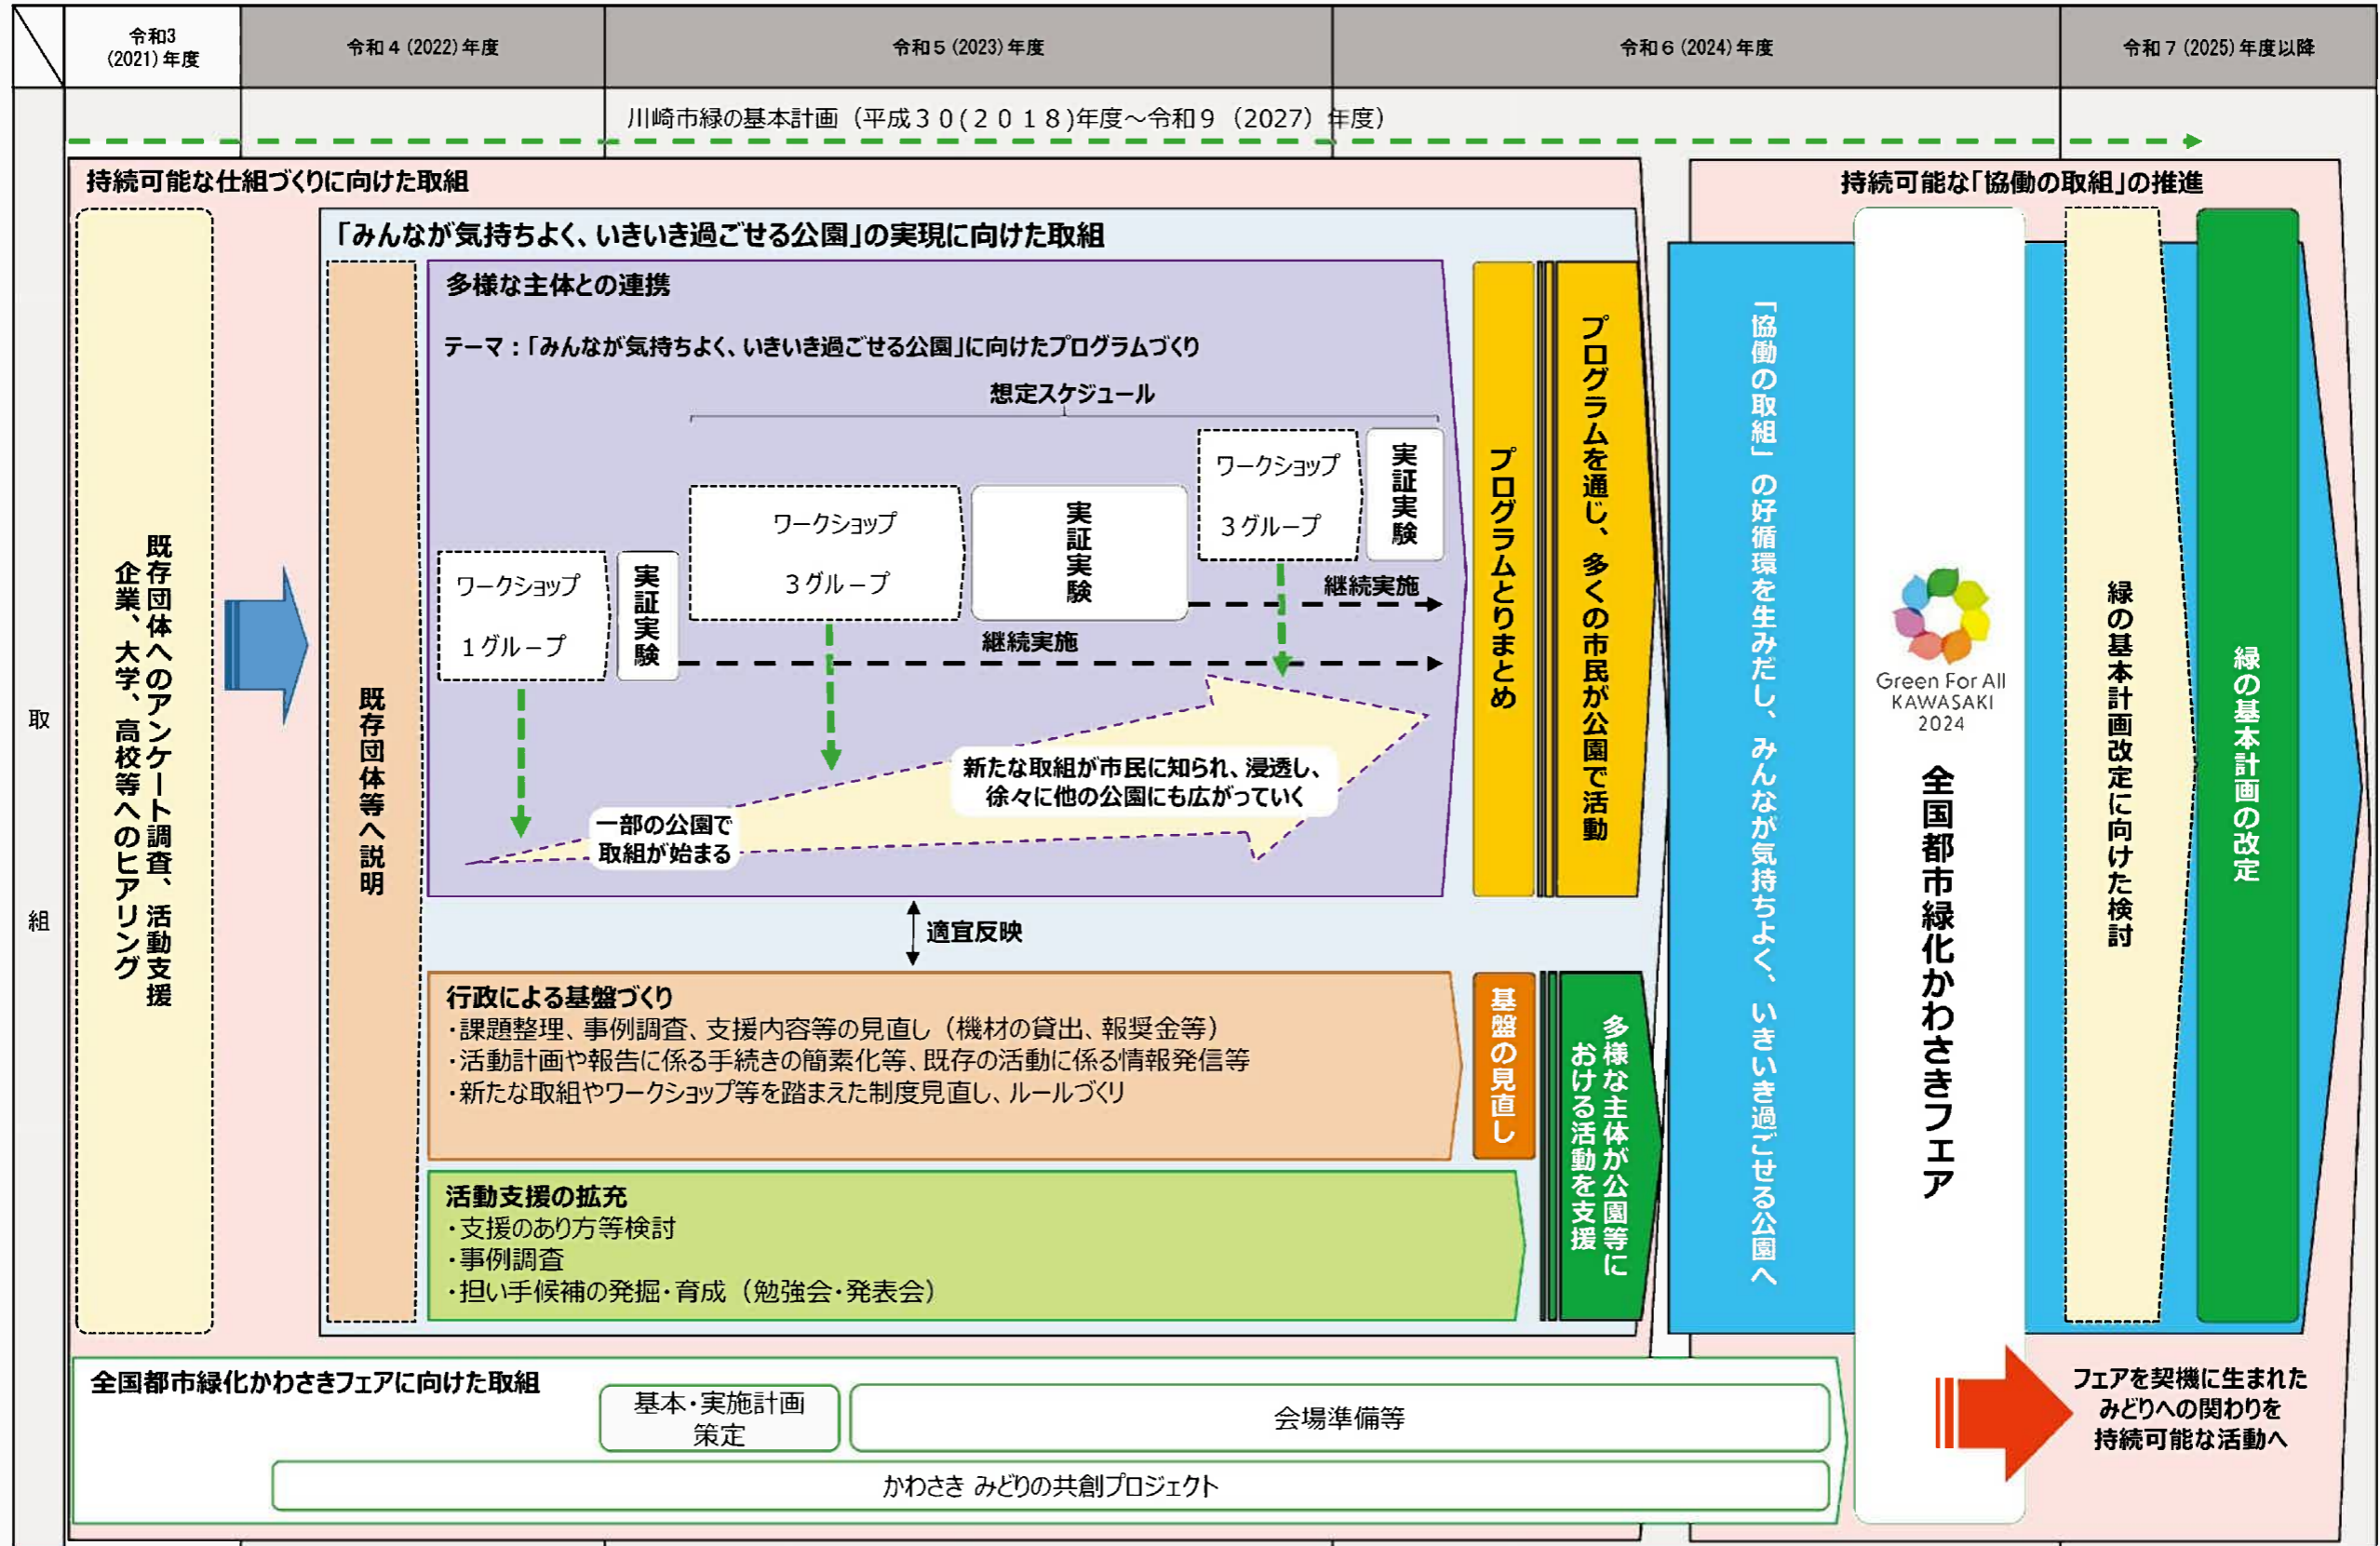 令和3
(2021)年度
令和４(2022)年度
令和５(2023)年度
令和６(2024)年度
令和７(2025)年度以降
川崎市緑の基本計画（平成３０(２０１８)年度～令和９（2027）年度）
取組
持続可能な仕組づくりに向けた取組
既存団体へのアンケート調査、活動支援
企業、大学、高校等へのヒアリング
「みんなが気持ちよく、いきいき過ごせる公園」の実現に向けた取組
既存団体等へ説明
多様な主体との連携
テーマ：「みんなが気持ちよく、いきいき過ごせる公園」に向けたプログラムづくり
想定スケジュール
ワークショップ
１グループ
実証実験
ワークショップ
３グループ
実証実験
ワークショップ
３グループ
実証実験
継続実施
継続実施
一部の公園で
取組が始まる
新たな取組が市民に知られ、浸透し、
徐々に他の公園にも広がっていく
プログラムとりまとめ
プログラムを通じ、多くの市民が公園で活動
適宜反映
行政による基盤づくり
・課題整理、事例調査、支援内容等の見直し（機材の貸出、報奨金等）
・活動計画や報告に係る手続きの簡素化等、既存の活動に係る情報発信等
・新たな取組やワークショップ等を踏まえた制度見直し、ルールづくり
基盤の見直し
活動支援の拡充
・支援のあり方等検討
・事例調査
・担い手候補の発掘・育成（勉強会・発表会）
多様な主体が公園等に
おける活動を支援
持続可能な「協働の取組」の推進
「協働の取組」の好循環を生みだし、みんなが気持ちよく、いきいき過ごせる公園へ
Green For All
KAWASAKI
2024
全国都市緑化かわさきフェア
緑の基本計画改定に向けた検討
緑の基本計画の改定
全国都市緑化かわさきフェアに向けた取組
基本・実施計画
策定
会場準備等
かわさき みどりの共創プロジェクト
フェアを契機に生まれた
みどりへの関わりを
持続可能な活動へ